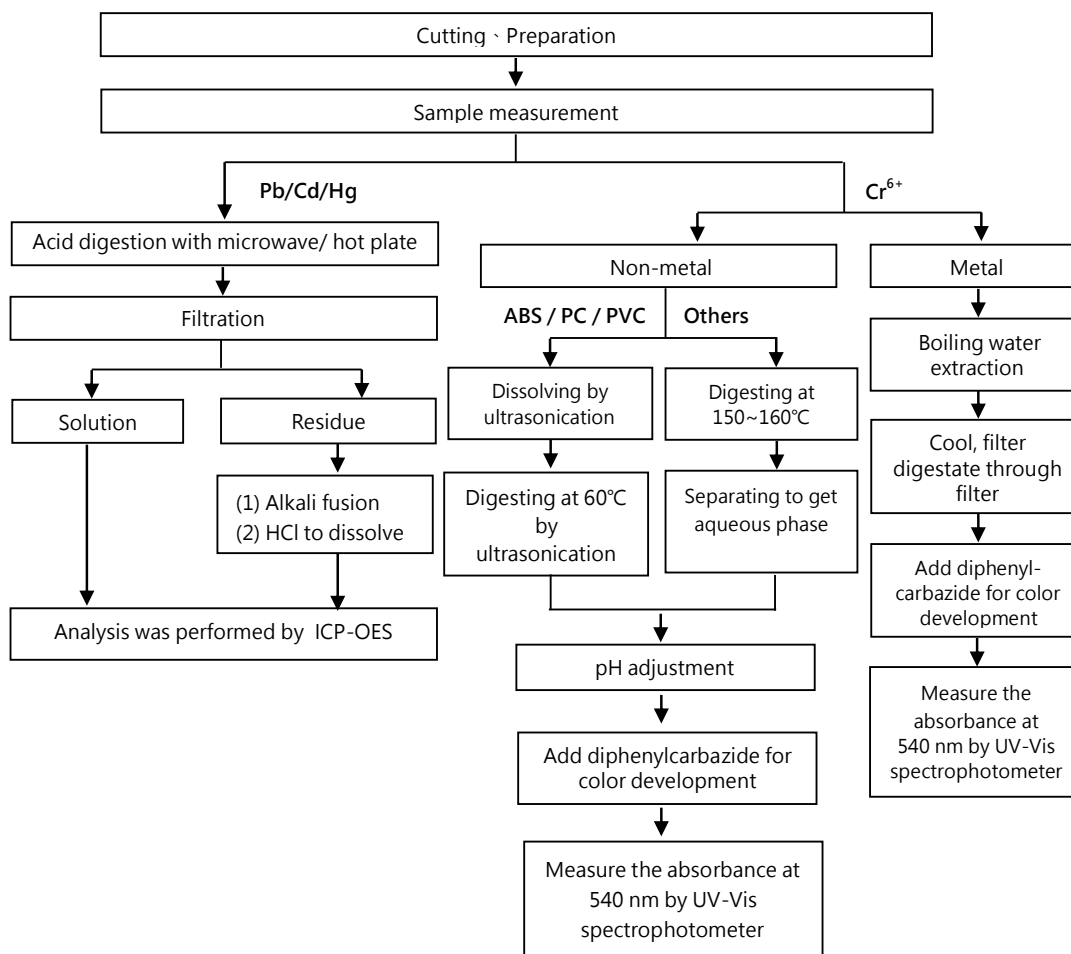 Cutting、Preparation
Sample measurement
Pb/Cd/Hg
Acid digestion with microwave/ hot plate
Filtration
Solution
Residue
(1) Alkali fusion
(2) HCl to dissolve
Analysis was performed by ICP-OES
Cr⁶⁺
Non-metal
ABS / PC / PVC
Others
Dissolving by
ultrasonication
Digesting at 60℃
by
ultrasonication
Digesting at
150~160℃
Separating to get
aqueous phase
pH adjustment
Add diphenylcarbazide for
color development
Measure the absorbance at
540 nm by UV-Vis
spectrophotometer
Metal
Boiling water
extraction
Cool, filter
digestate through
filter
Add diphenyl-
carbazide for color
development
Measure the
absorbance at
540 nm by UV-Vis
spectrophotometer